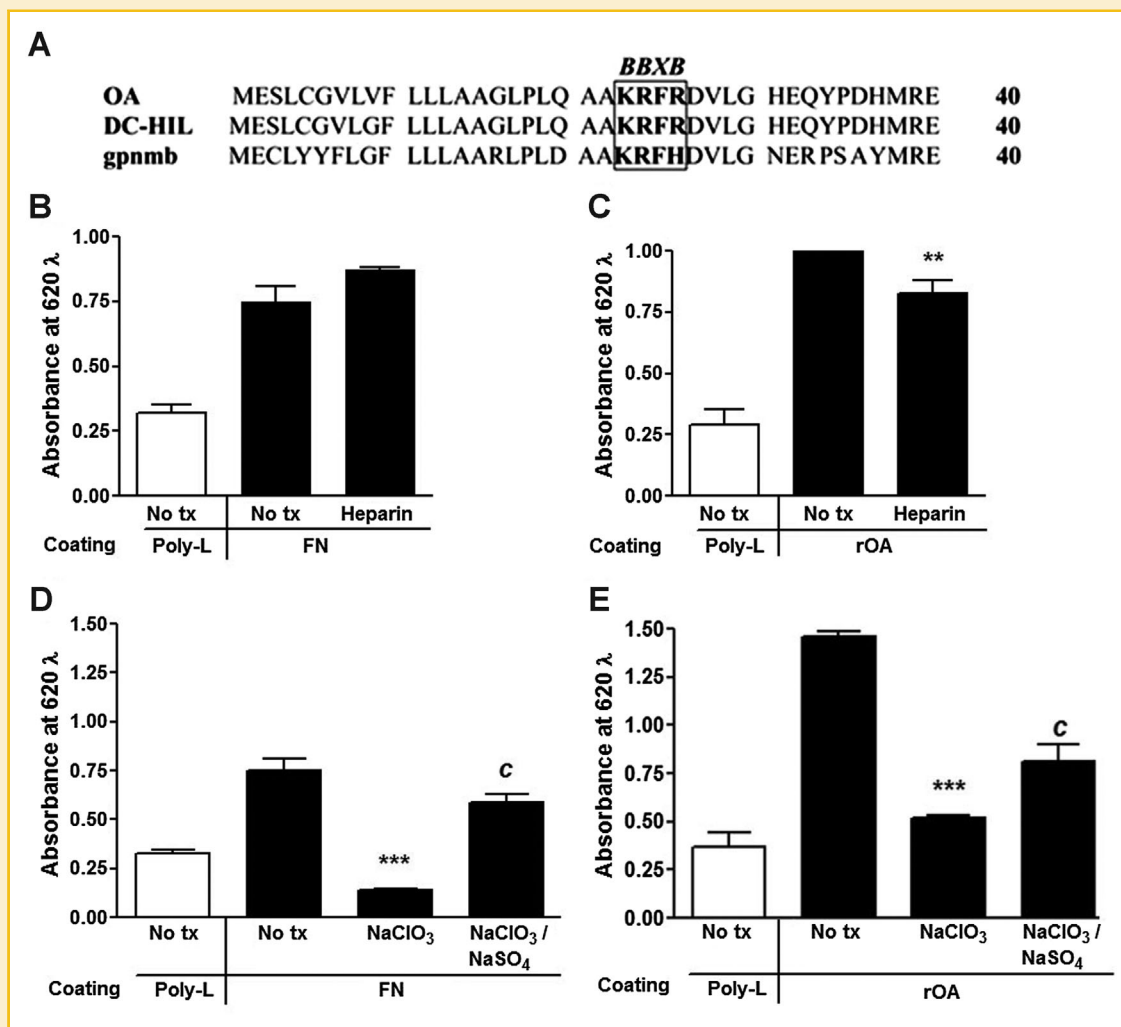 A
BBXB
OA MESLCGVLVF LLLAAGLPLQ AAKRFRDVLG HEQYPDHMRE 40
DC-HIL MESLCGVLGF LLLAAGLPLQ AAKRFRDVLG HEQYPDHMRE 40
gpnmb MECLYYFLGF LLLAARLPLD AAKRFHDVLG NERPSAYMRE 40
B
Absorbance at 620 λ
1.00
0.75
0.50
0.25
0.00
No tx No tx Heparin
Coating Poly-L FN
C
Absorbance at 620 λ
1.00
0.75
0.50
0.25
0.00
**
No tx No tx Heparin
Coating Poly-L rOA
D
Absorbance at 620 λ
1.50
1.25
1.00
0.75
0.50
0.25
0.00
***
c
No tx No tx NaClO₃ NaClO₃ /
NaSO₄
Coating Poly-L FN
E
Absorbance at 620 λ
1.50
1.25
1.00
0.75
0.50
0.25
0.00
***
c
No tx No tx NaClO₃ NaClO₃ /
NaSO₄
Coating Poly-L rOA